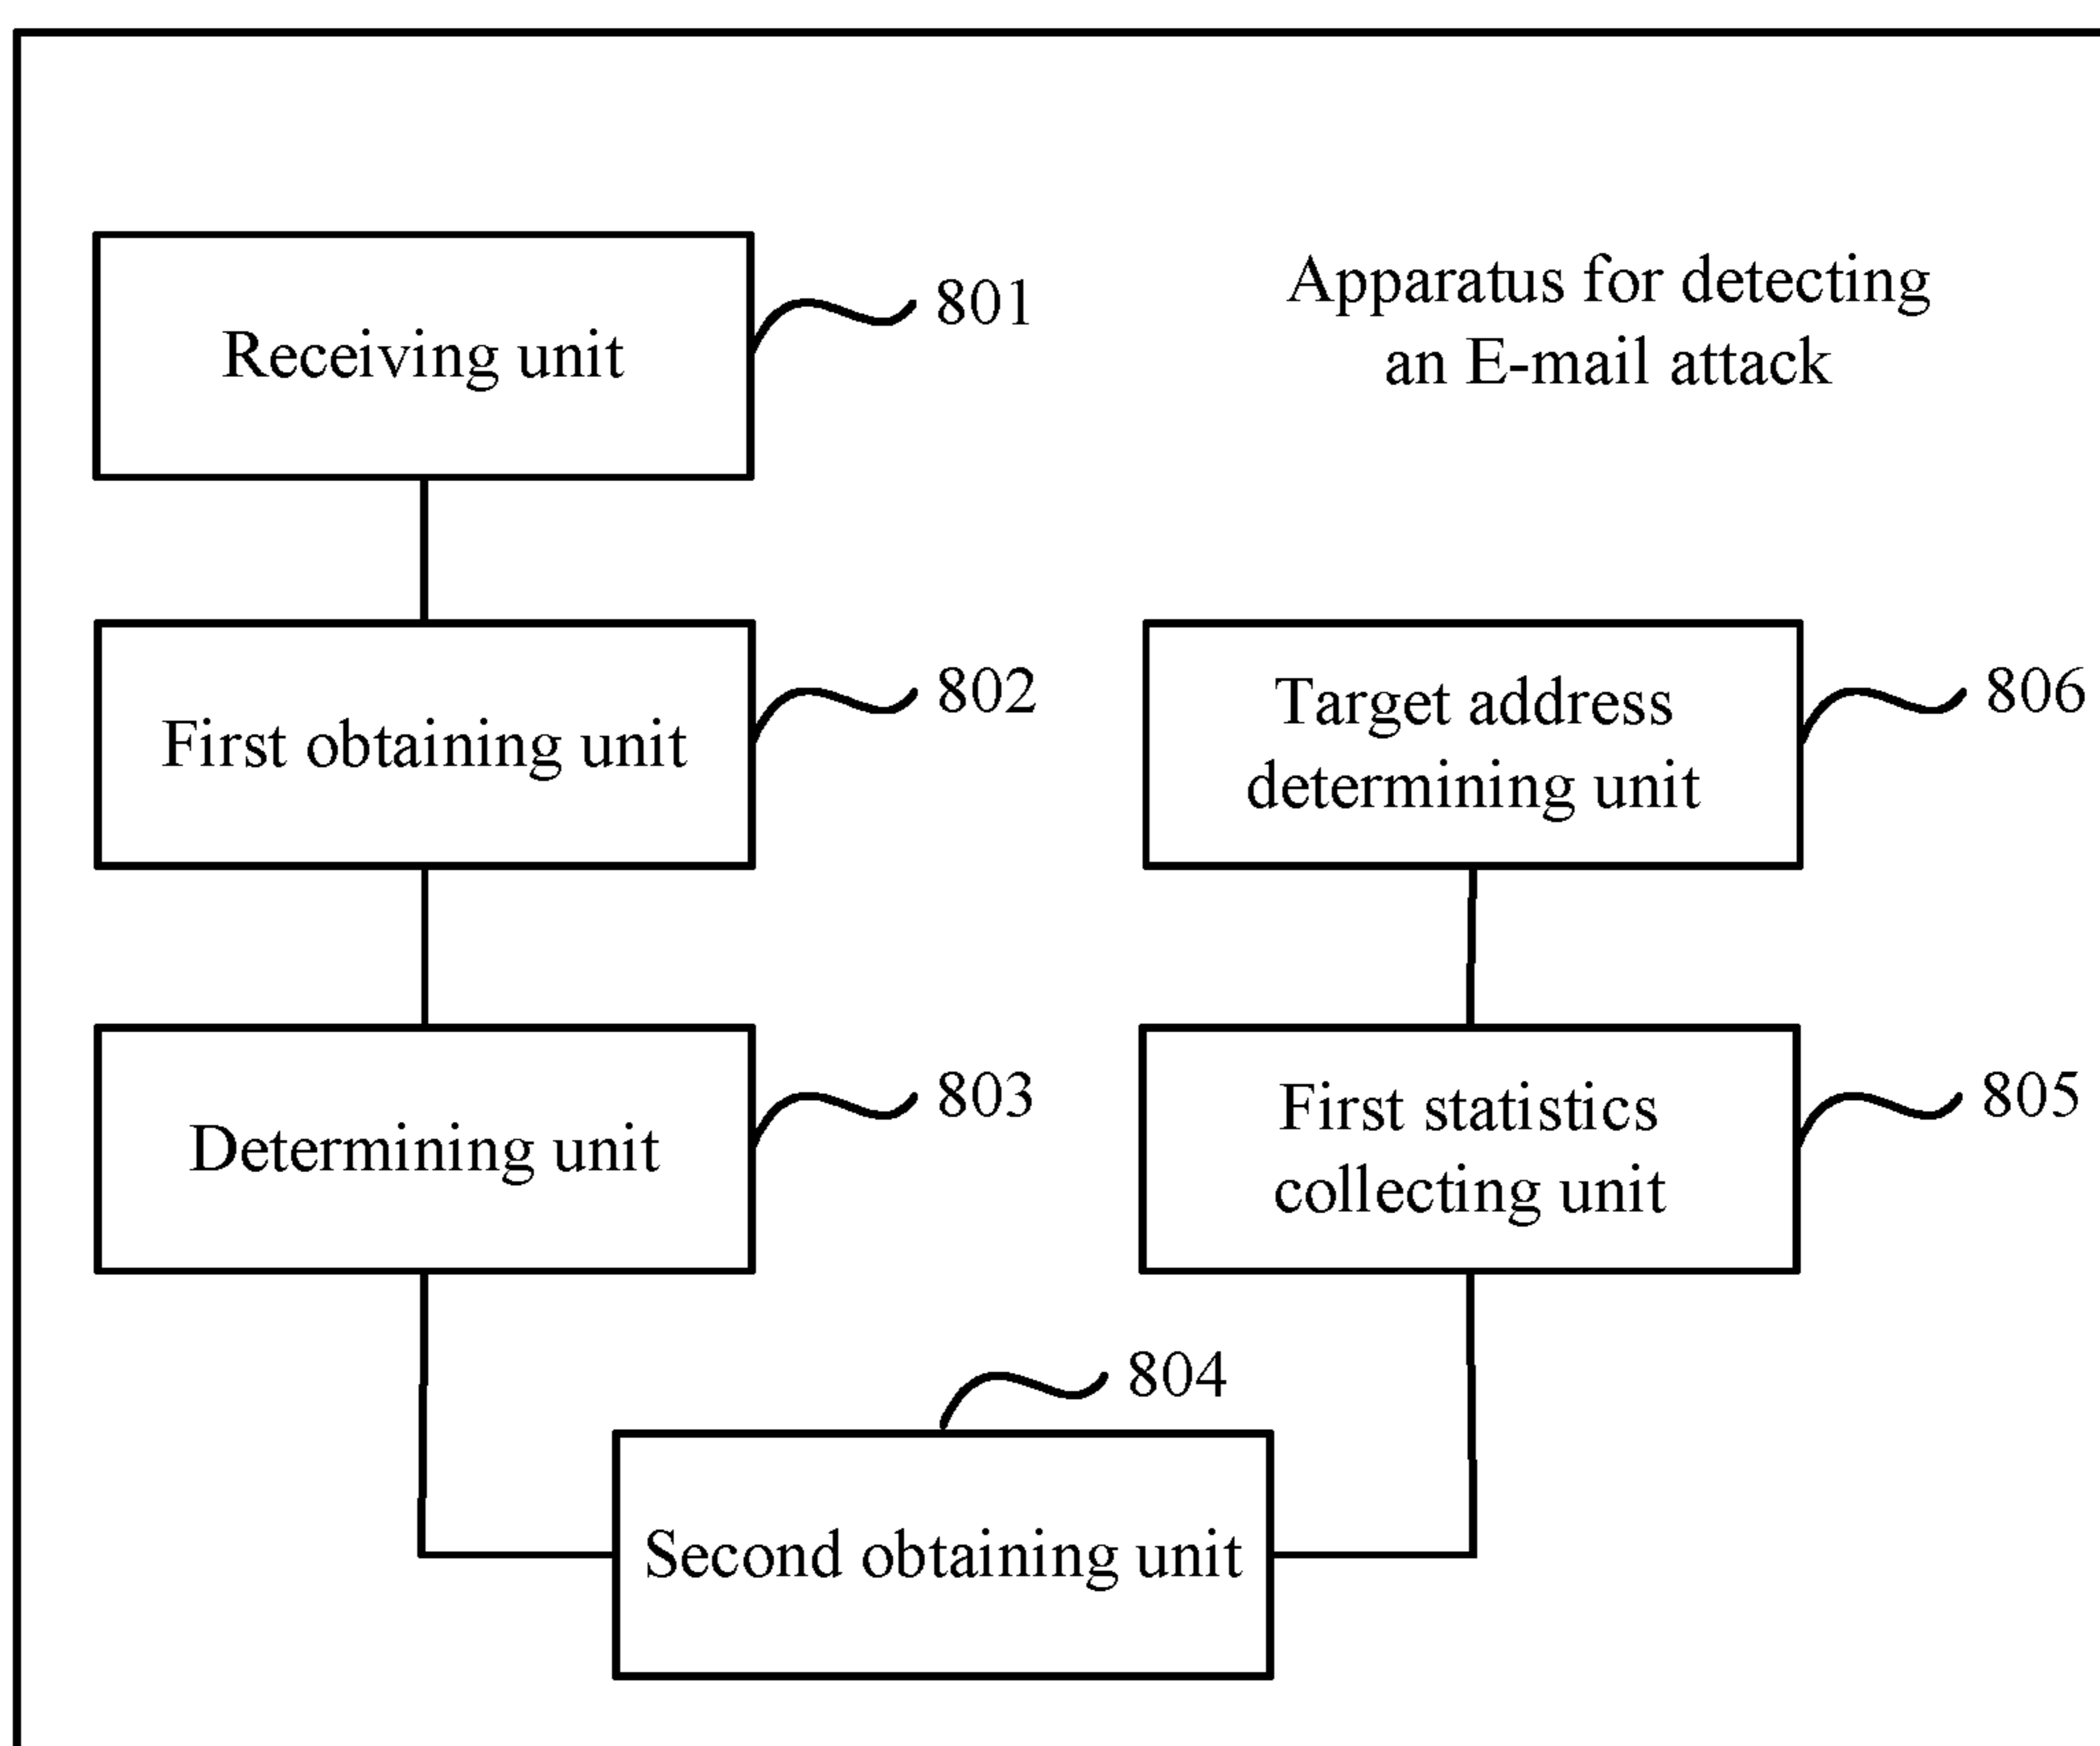 Apparatus for detecting
an E-mail attack
Receiving unit
801
First obtaining unit
802
Target address
determining unit
806
Determining unit
803
First statistics
collecting unit
805
804
Second obtaining unit